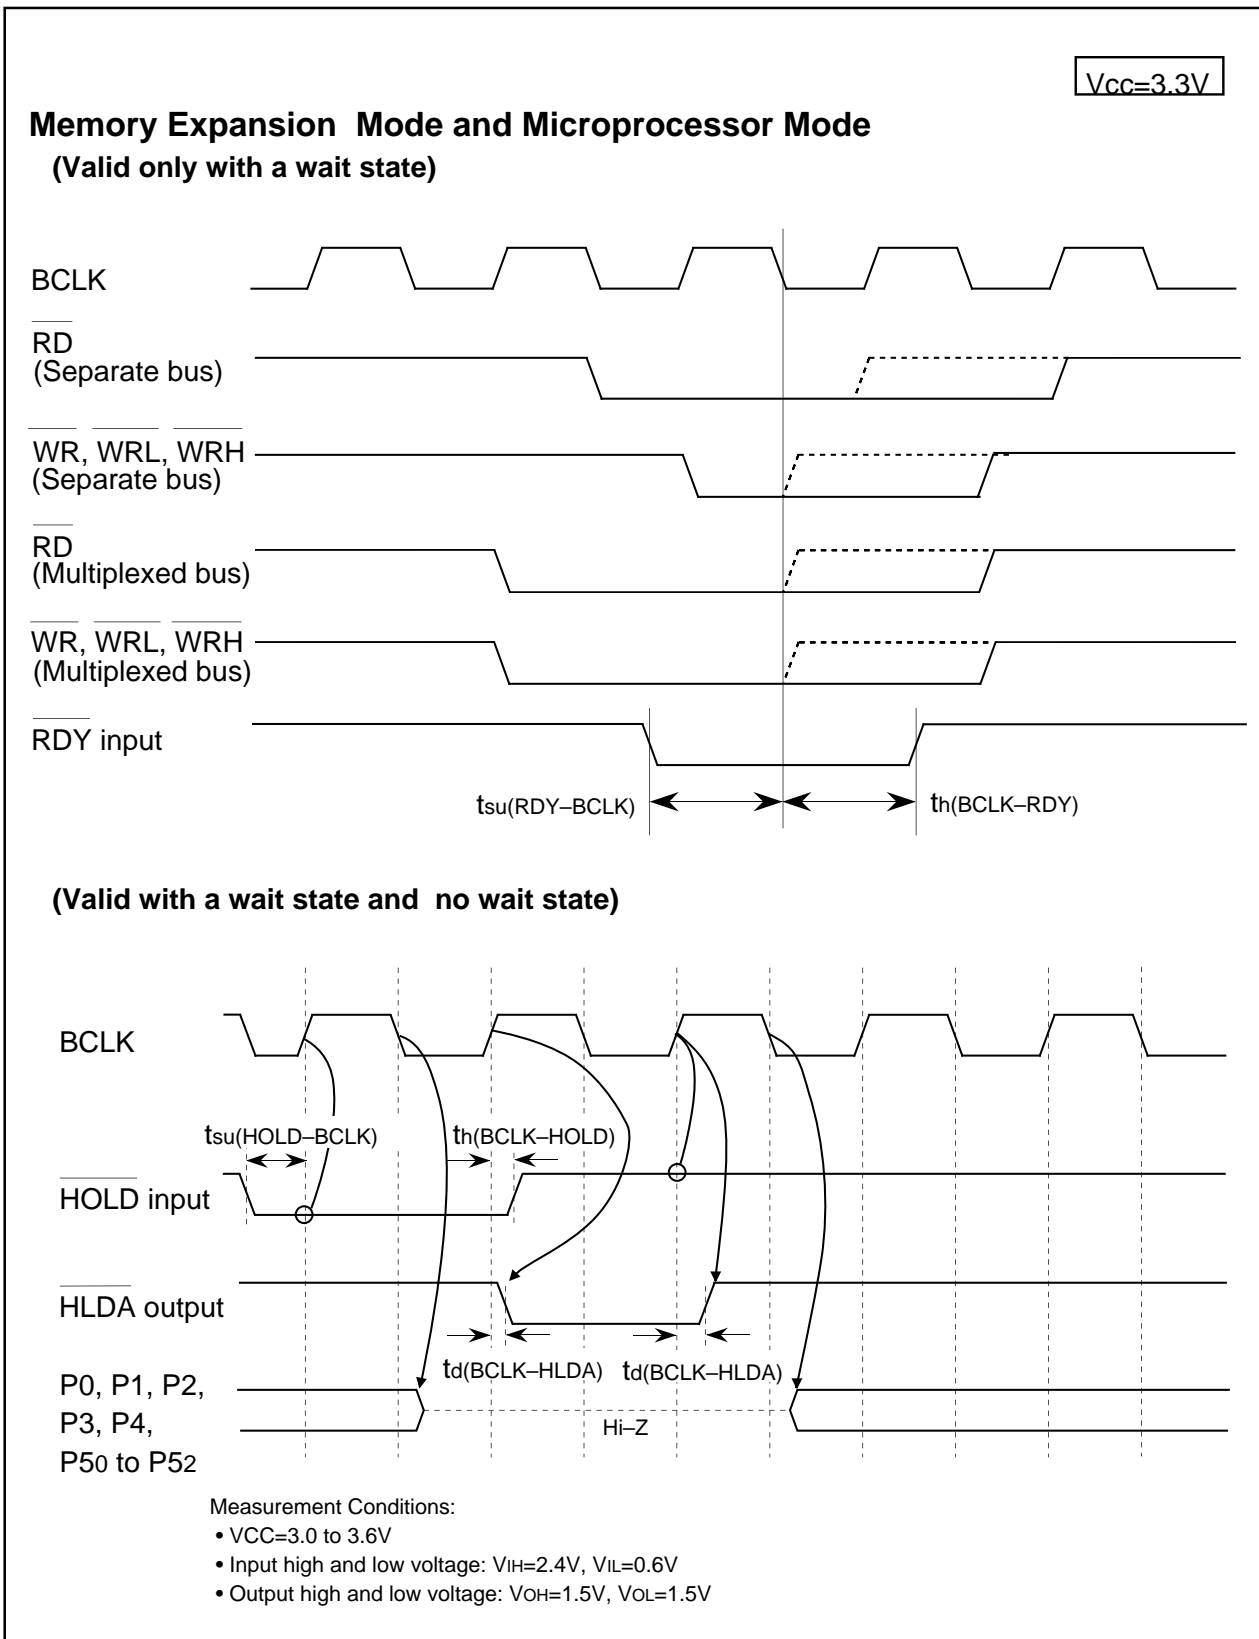 Vcc=3.3V
Memory Expansion Mode and Microprocessor Mode
(Valid only with a wait state)
BCLK
RD
(Separate bus)
WR, WRL, WRH
(Separate bus)
RD
(Multiplexed bus)
WR, WRL, WRH
(Multiplexed bus)
RDY input
tsu(RDY–BCLK)
th(BCLK–RDY)
(Valid with a wait state and no wait state)
BCLK
tsu(HOLD–BCLK)
th(BCLK–HOLD)
HOLD input
HLDA output
td(BCLK–HLDA)
td(BCLK–HLDA)
P0, P1, P2,
P3, P4,
P50 to P52
Hi–Z
Measurement Conditions:
• VCC=3.0 to 3.6V
• Input high and low voltage: VIH=2.4V, VIL=0.6V
• Output high and low voltage: VOH=1.5V, VOL=1.5V